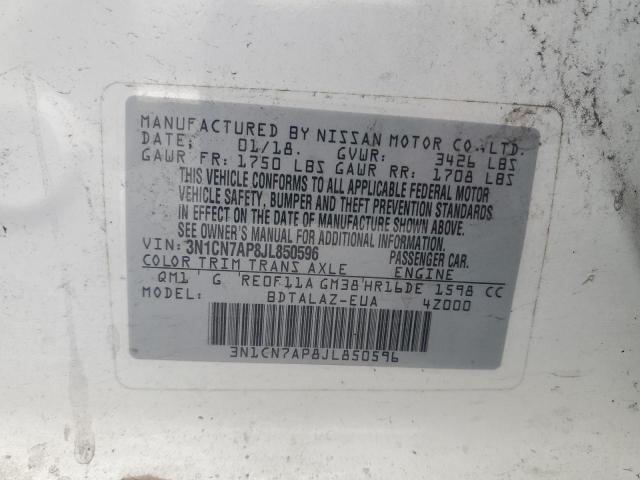 MANUFACTURED BY NISSAN MOTOR CO.,LTD.
DATE: 01/18. GVWR: 3426 LBS
GAWR FR: 1750 LBS GAWR RR: 1708 LBS
THIS VEHICLE CONFORMS TO ALL APPLICABLE FEDERAL MOTOR
VEHICLE SAFETY, BUMPER AND THEFT PREVENTION STANDARDS
IN EFFECT ON THE DATE OF MANUFACTURE SHOWN ABOVE.
SEE OWNER'S MANUAL FOR ADDITIONAL INFORMATION.
VIN: 3N1CN7AP8JL850596 PASSENGER CAR
COLOR TRIM TRANS AXLE ENGINE
QM1 ' G 'RE0F11A GM38'HR16DE 1598 CC
MODEL: BDTALAZ-EUA 4Z000
3N1CN7AP8JL850596